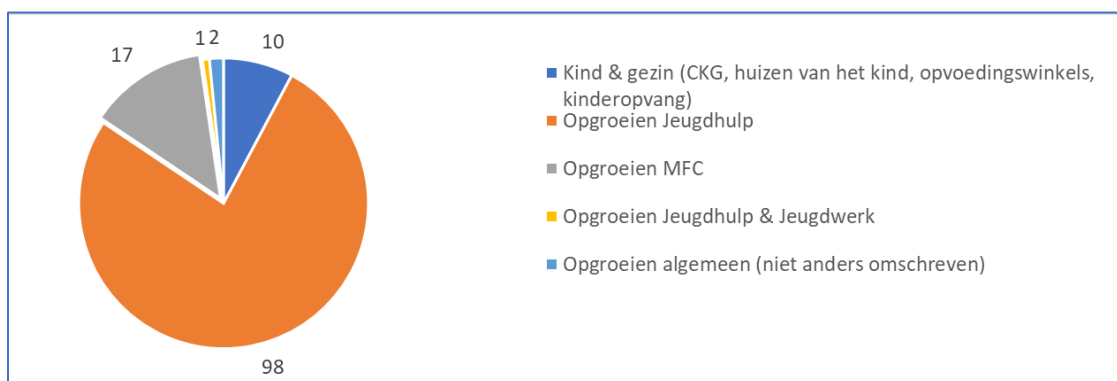 17
1
2
10
98
Kind & gezin (CKG, huizen van het kind, opvoedingswinkels,
kinderopvang)
Opgroeien Jeugdhulp
Opgroeien MFC
Opgroeien Jeugdhulp & Jeugdwerk
Opgroeien algemeen (niet anders omschreven)